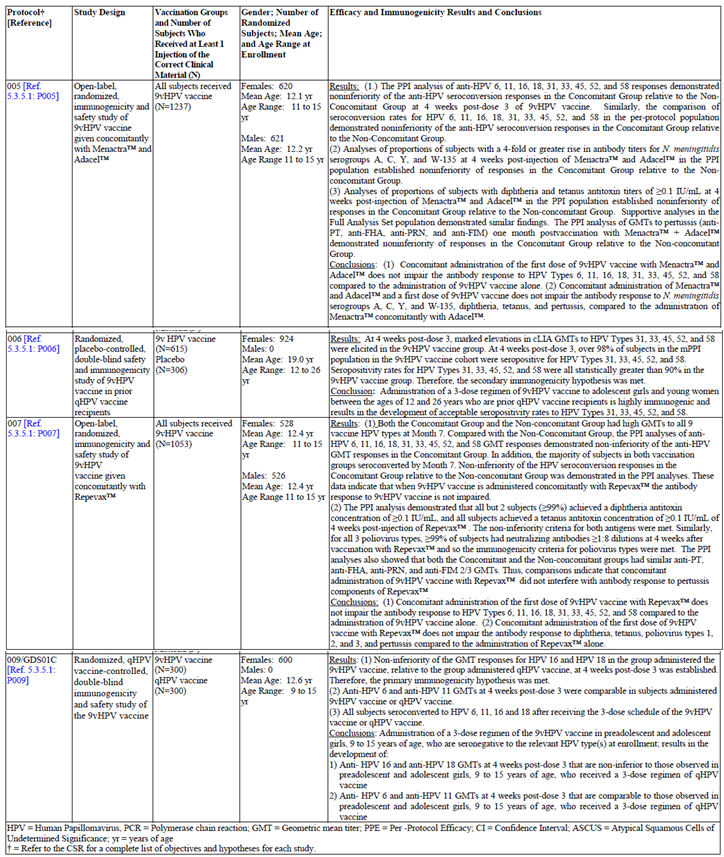 Protocol† Study Design Vaccination Groups Gender; Number of Efficacy and Immunogenicity Results and Conclusions
[Reference] and Number of Randomized
Subjects Who Subjects; Mean Age;
Received at Least 1 and Age Range at
Injection of the Enrollment
Correct Clinical
Material (N)
005 [Ref.
5.3.5.1: P005]
Open-label,
randomized,
immunogenicity and
safety study of
9vHPV vaccine
given concomitantly
with Menactra™ and
Adacel™
All subjects received
9vHPV vaccine
(N=1237)
Females: 620
Mean Age: 12.1 yr
Age Range: 11 to 15
yr
Males: 621
Mean Age: 12.2 yr
Age Range 11 to 15 yr
Results: (1.) The PPI analysis of anti-HPV 6, 11, 16, 18, 31, 33, 45, 52, and 58 responses demonstrated
noninferiority of the anti-HPV seroconversion responses in the Concomitant Group relative to the Non-
Concomitant Group at 4 weeks post-dose 3 of 9vHPV vaccine. Similarly, the comparison of
seroconversion rates for HPV 6, 11, 16, 18, 31, 33, 45, 52, and 58 in the per-protocol population
demonstrated noninferiority of the anti-HPV seroconversion responses in the Concomitant Group relative
to the Non-Concomitant Group.
(2) Analyses of proportions of subjects with a 4-fold or greater rise in antibody titers for N. meningitidis
serogroups A, C, Y, and W-135 at 4 weeks post-injection of Menactra™ and Adacel™ in the PPI
population established noninferiority of responses in the Concomitant Group relative to the Non-
concomitant Group.
(3) Analyses of proportions of subjects with diphtheria and tetanus antitoxin titers of ≥0.1 IU/mL at 4
weeks post-injection of Menactra™ and Adacel™ in the PPI population established noninferiority of
responses in the Concomitant Group relative to the Non-concomitant Group. Supportive analyses in the
Full Analysis Set population demonstrated similar findings. The PPI analysis of GMTs to pertussis (anti-
PT, anti-FHA, anti-PRN, and anti-FIM) one month postvaccination with Menactra™ + Adacel™
demonstrated noninferiority of responses in the Concomitant Group relative to the Non-concomitant
Group.
Conclusions: (1) Concomitant administration of the first dose of 9vHPV vaccine with Menactra™ and
Adacel™ does not impair the antibody response to HPV Types 6, 11, 16, 18, 31, 33, 45, 52, and 58
compared to the administration of 9vHPV vaccine alone. (2) Concomitant administration of Menactra™
and Adacel™ and a first dose of 9vHPV vaccine does not impair the antibody response to N. meningitidis
serogroups A, C, Y, and W-135, diphtheria, tetanus, and pertussis, compared to the administration of
Menactra™ concomitantly with Adacel™.
006 [Ref.
5.3.5.1: P006]
Randomized,
placebo-controlled,
double-blind safety
and immunogenicity
study of 9vHPV
vaccine in prior
qHPV vaccine
recipients
9v HPV vaccine
(N=615)
Placebo
(N=306)
Females: 924
Males: 0
Mean Age: 19.0 yr
Age Range: 12 to 26
yr
Results: At 4 weeks post-dose 3, marked elevations in cLIA GMTs to HPV Types 31, 33, 45, 52, and 58
were elicited in the 9vHPV vaccine group. At 4 weeks post-dose 3, over 98% of subjects in the mPPI
population in the 9vHPV vaccine cohort were seropositive for HPV Types 31, 33, 45, 52, and 58.
Seropositivity rates for HPV Types 31, 33, 45, 52, and 58 were all statistically greater than 90% in the
9vHPV vaccine group. Therefore, the secondary immunogenicity hypothesis was met.
Conclusion: Administration of a 3-dose regimen of 9vHPV vaccine to adolescent girls and young women
between the ages of 12 and 26 years who are prior qHPV vaccine recipients is highly immunogenic and
results in the development of acceptable seropositivity rates to HPV Types 31, 33, 45, 52, and 58.
007 [Ref.
5.3.5.1: P007]
Open-label,
randomized,
immunogenicity and
safety study of
9vHPV
vaccine given
concomitantly with
Repevax™
All subjects received
9vHPV vaccine
(N=1053)
Females: 528
Mean Age: 12.4 yr
Age Range: 11 to 15
yr
Males: 526
Mean Age: 12.4 yr
Age Range 11 to 15 yr
Results: (1) Both the Concomitant Group and the Non-concomitant Group had high GMTs to all 9
vaccine HPV types at Month 7. Compared with the Non-Concomitant Group, the PPI analyses of anti-
HPV 6, 11, 16, 18, 31, 33, 45, 52, and 58 GMT responses demonstrated non-inferiority of the anti-HPV
GMT responses in the Concomitant Group. In addition, the majority of subjects in both vaccination
groups seroconverted by Month 7. Non-inferiority of the HPV seroconversion responses in the
Concomitant Group relative to the Non-concomitant Group was demonstrated in the PPI analyses. These
data indicate that when 9vHPV vaccine is administered concomitantly with Repevax™ the antibody
response to 9vHPV vaccine is not impaired.
(2) The PPI analysis demonstrated that all but 2 subjects (≥99%) achieved a diphtheria antitoxin
concentration of ≥0.1 IU/mL, and all subjects achieved a tetanus antitoxin concentration of ≥0.1 IU/mL of
4 weeks post-injection of Repevax™ . The non-inferiority criteria for both antigens were met. Similarly,
for all 3 poliovirus types, ≥99% of subjects had neutralizing antibodies ≥1:8 dilutions at 4 weeks after
vaccination with Repevax™ and so the immunogenicity criteria for poliovirus types were met. The PPI
analyses also showed that both the Concomitant and the Non-concomitant Groups had similar anti-PT,
anti-FHA, anti-PRN, and anti-FIM 2/3 GMTs. Thus, comparisons indicate that concomitant
administration of 9vHPV vaccine with Repevax™ did not interfere with antibody response to pertussis
components of Repevax™
Conclusions: (1) Concomitant administration of the first dose of 9vHPV vaccine with Repevax™ does
not impair the antibody response to HPV Types 6, 11, 16, 18, 31, 33, 45, 52, and 58 compared to the
administration of 9vHPV vaccine alone. (2) Concomitant administration of the first dose of 9vHPV
vaccine with Repevax™ does not impair the antibody response to diphtheria, tetanus, poliovirus types 1,
2, and 3, and pertussis compared to the administration of Repevax™ alone.
009/GDS01C
[Ref. 5.3.5.1:
P009]
Randomized, qHPV
vaccine-controlled,
double-blind
immunogenicity
and safety study of
the 9vHPV vaccine
9vHPV vaccine
(N=300)
qHPV vaccine
(N=300)
Females: 600
Males: 0
Mean Age: 12.6 yr
Age Range: 9 to 15
yr
Results: (1) Non-inferiority of the GMT responses for HPV 16 and HPV 18 in the group administered the
9vHPV vaccine, relative to the group administered qHPV vaccine, at 4 weeks post-dose 3 was established.
Therefore, the primary immunogenicity hypothesis was met.
(2) Anti-HPV 6 and anti-HPV 11 GMTs at 4 weeks post-dose 3 were comparable in subjects administered
9vHPV vaccine or qHPV vaccine.
(3) All subjects seroconverted to HPV 6, 11, 16 and 18 after receiving the 3-dose schedule of the 9vHPV
vaccine or qHPV vaccine.
Conclusions: Administration of a 3-dose regimen of the 9vHPV vaccine in preadolescent and adolescent
girls, 9 to 15 years of age, who are seronegative to the relevant HPV type(s) at enrollment; results in the
development of:
1) Anti- HPV 16 and anti-HPV 18 GMTs at 4 weeks post-dose 3 that are non-inferior to those observed in
preadolescent and adolescent girls, 9 to 15 years of age, who received a 3-dose regimen of qHPV
vaccine
2) Anti- HPV 6 and anti-HPV 11 GMTs at 4 weeks post-dose 3 that are comparable to those observed in
preadolescent and adolescent girls, 9 to 15 years of age, who received a 3-dose regimen of qHPV
vaccine
HPV = Human Papillomavirus, PCR = Polymerase chain reaction; GMT = Geometric mean titer; PPE = Per -Protocol Efficacy; CI = Confidence Interval; ASCUS = Atypical Squamous Cells of
Undetermined Significance; yr = years of age
† = Refer to the CSR for a complete list of objectives and hypotheses for each study.